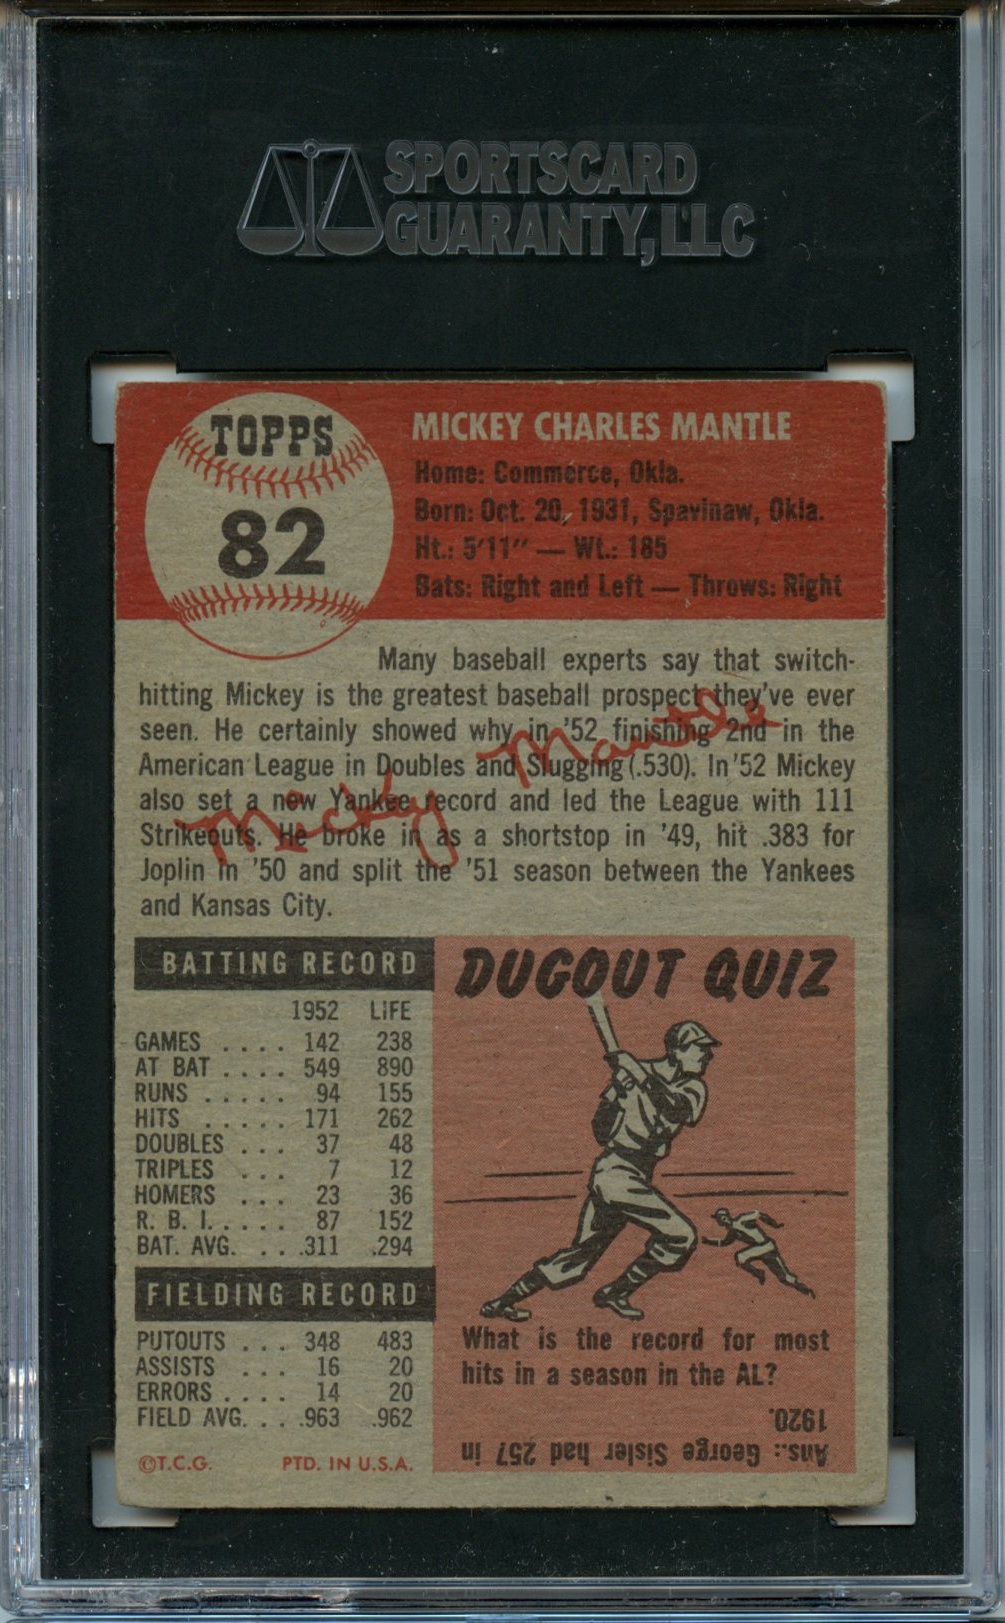 SPORTSCARD
GUARANTY, LLC
TOPPS
82
MICKEY CHARLES MANTLE
Home: Commerce, Okla.
Born: Oct. 20, 1931, Spavinaw, Okla.
Ht.: 5'11" — Wt.: 185
Bats: Right and Left — Throws: Right
Many baseball experts say that switch-
hitting Mickey is the greatest baseball prospect they've ever
seen. He certainly showed why in '52 finishing 2nd in the
American League in Doubles and Slugging (.530). In '52 Mickey
also set a new Yankee record and led the League with 111
Strikeouts. He broke in as a shortstop in '49, hit .383 for
Joplin in '50 and split the '51 season between the Yankees
and Kansas City.
Mickey Mantle
BATTING RECORD
1952 LIFE
GAMES .... 142 238
AT BAT .... 549 890
RUNS ..... 94 155
HITS ..... 171 262
DOUBLES ... 37 48
TRIPLES ... 7 12
HOMERS ... 23 36
R. B. I. .... 87 152
BAT. AVG. ... .311 .294
FIELDING RECORD
PUTOUTS ... 348 483
ASSISTS ... 16 20
ERRORS .... 14 20
FIELD AVG. ... .963 .962
©T.C.G. PTD. IN U.S.A.
DUGOUT QUIZ
What is the record for most
hits in a season in the AL?
Ans.: George Sisler had 257 in
1920.